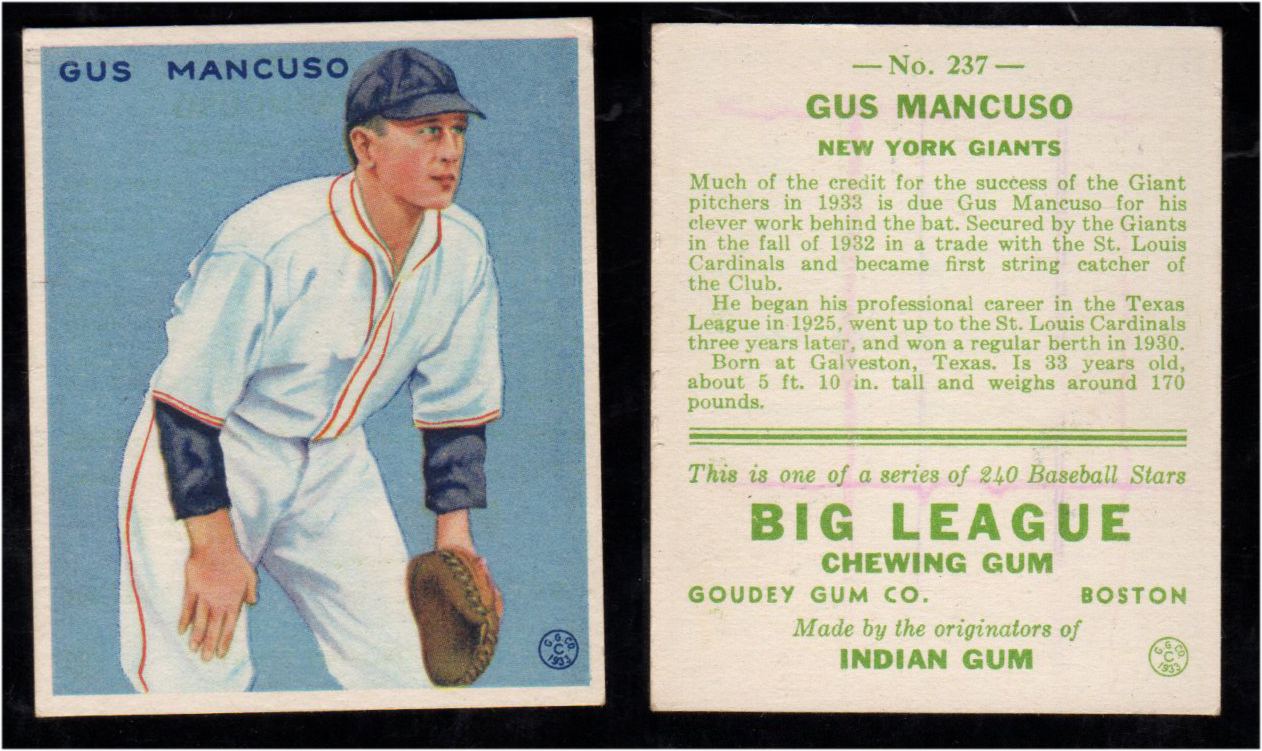 GUS MANCUSO
G. G. CO.
C
1933
— No. 237 —
GUS MANCUSO
NEW YORK GIANTS
Much of the credit for the success of the Giant
pitchers in 1933 is due Gus Mancuso for his
clever work behind the bat. Secured by the Giants
in the fall of 1932 in a trade with the St. Louis
Cardinals and became first string catcher of
the Club.
He began his professional career in the Texas
League in 1925, went up to the St. Louis Cardinals
three years later, and won a regular berth in 1930.
Born at Galveston, Texas. Is 33 years old,
about 5 ft. 10 in. tall and weighs around 170
pounds.
This is one of a series of 240 Baseball Stars
BIG LEAGUE
CHEWING GUM
GOUDEY GUM CO. BOSTON
Made by the originators of
INDIAN GUM
G. G. CO.
C
1933